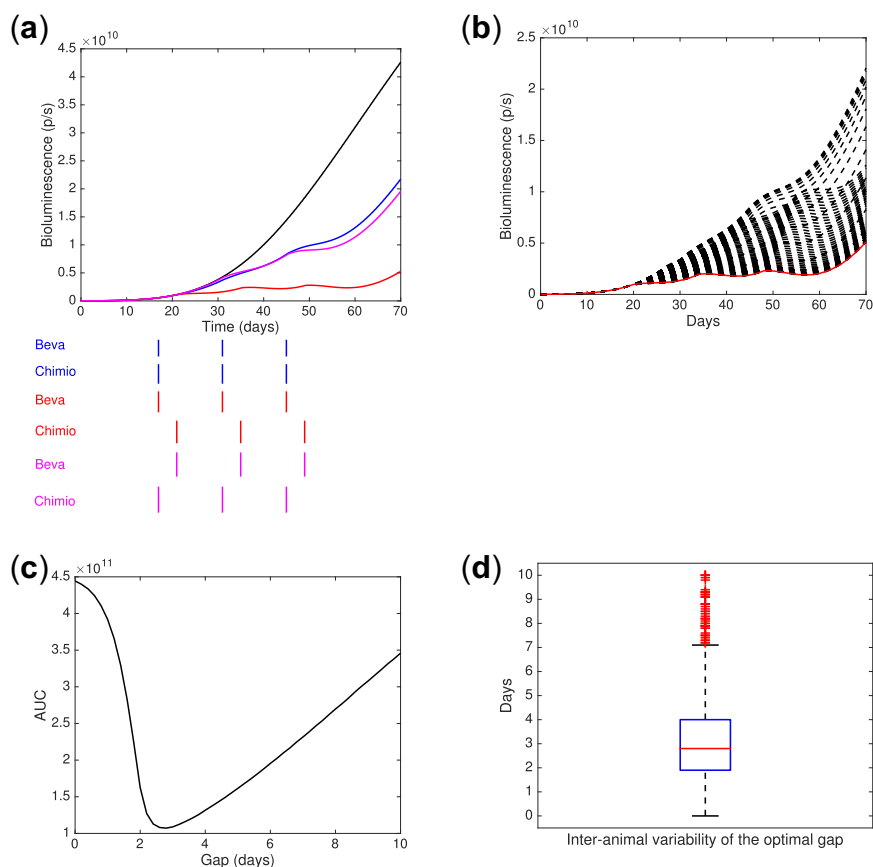 (a)
×10^10
4.5
4
3.5
3
2.5
2
1.5
1
0.5
0
Bioluminescence (p/s)
0 10 20 30 40 50 60 70
Time (days)
Beva
Chimio
Beva
Chimio
Beva
Chimio
(b)
×10^10
2.5
2
1.5
1
0.5
0
Bioluminescence (p/s)
0 10 20 30 40 50 60 70
Days
(c)
×10^11
4.5
3.5
2.5
1.5
1
AUC
0 2 4 6 8 10
Gap (days)
(d)
10
9
8
7
6
5
4
3
2
1
0
Days
Inter-animal variability of the optimal gap